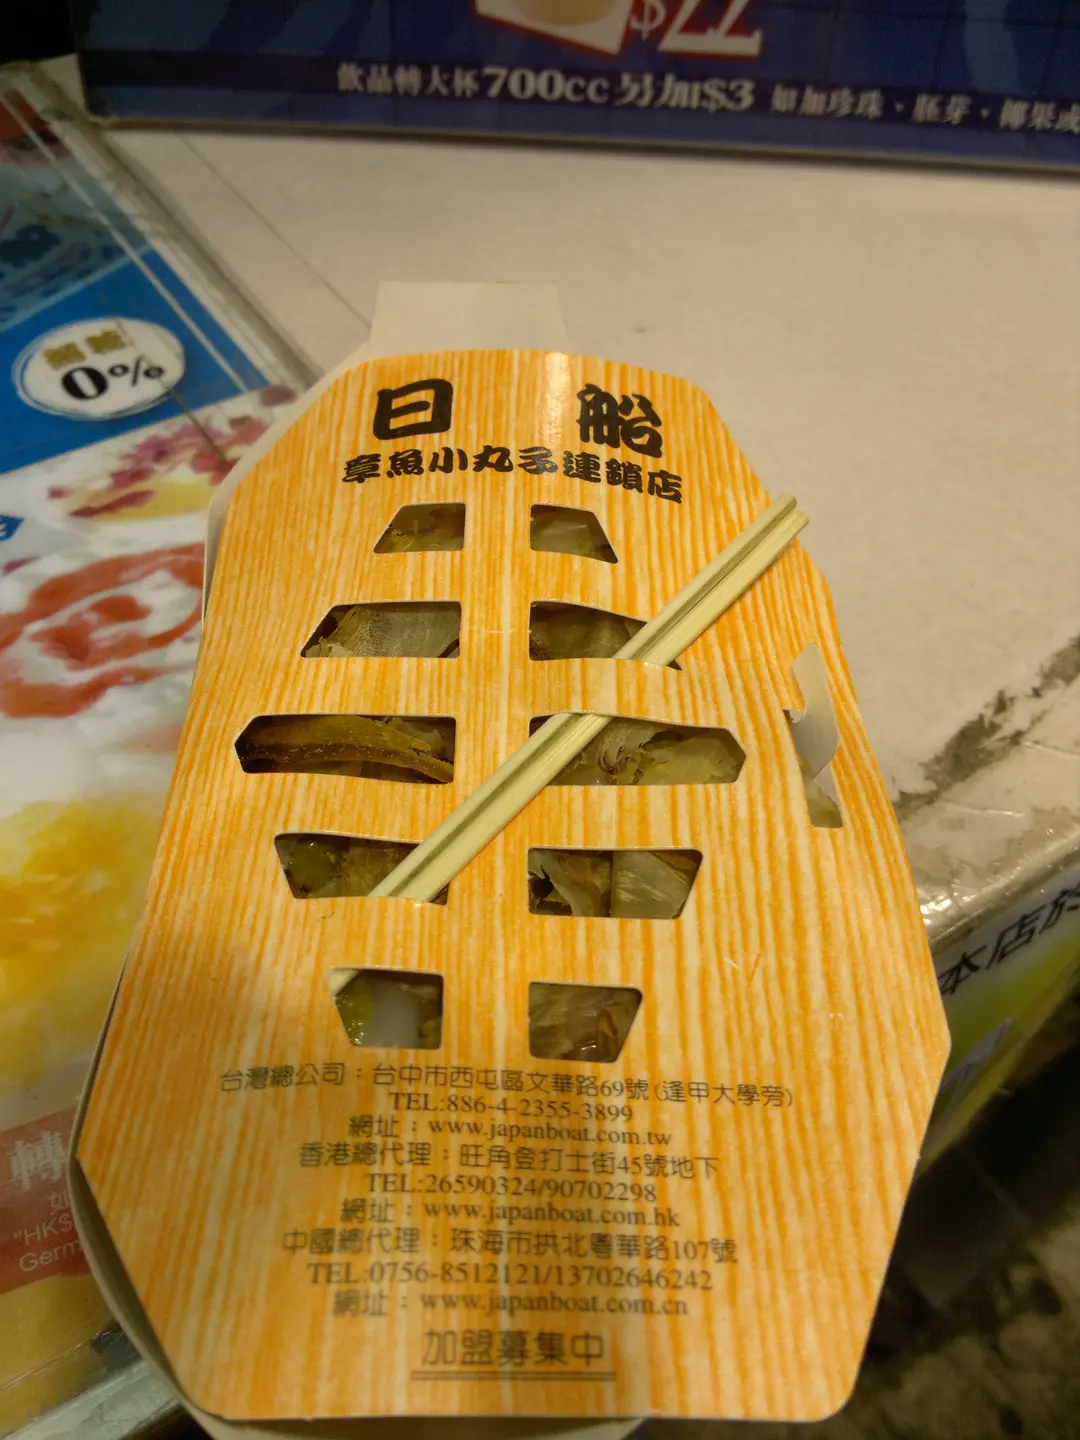 $22
飲品轉大杯700cc另加$3 如加珍珠、胚芽、椰果或
0%
日 船
章魚小丸子連鎖店
本店於
台灣總公司：台中市西屯區文華路69號(逢甲大學旁)
TEL:886-4-2355-3899
網址：www.japanboat.com.tw
香港總代理：旺角登打士街45號地下
TEL:26590324/90702298
網址：www.japanboat.com.hk
中國總代理：珠海市拱北粵華路107號
TEL:0756-8512121/13702646242
網址：www.japanboat.com.cn
加盟募集中
轉
如
"HK$
Germ